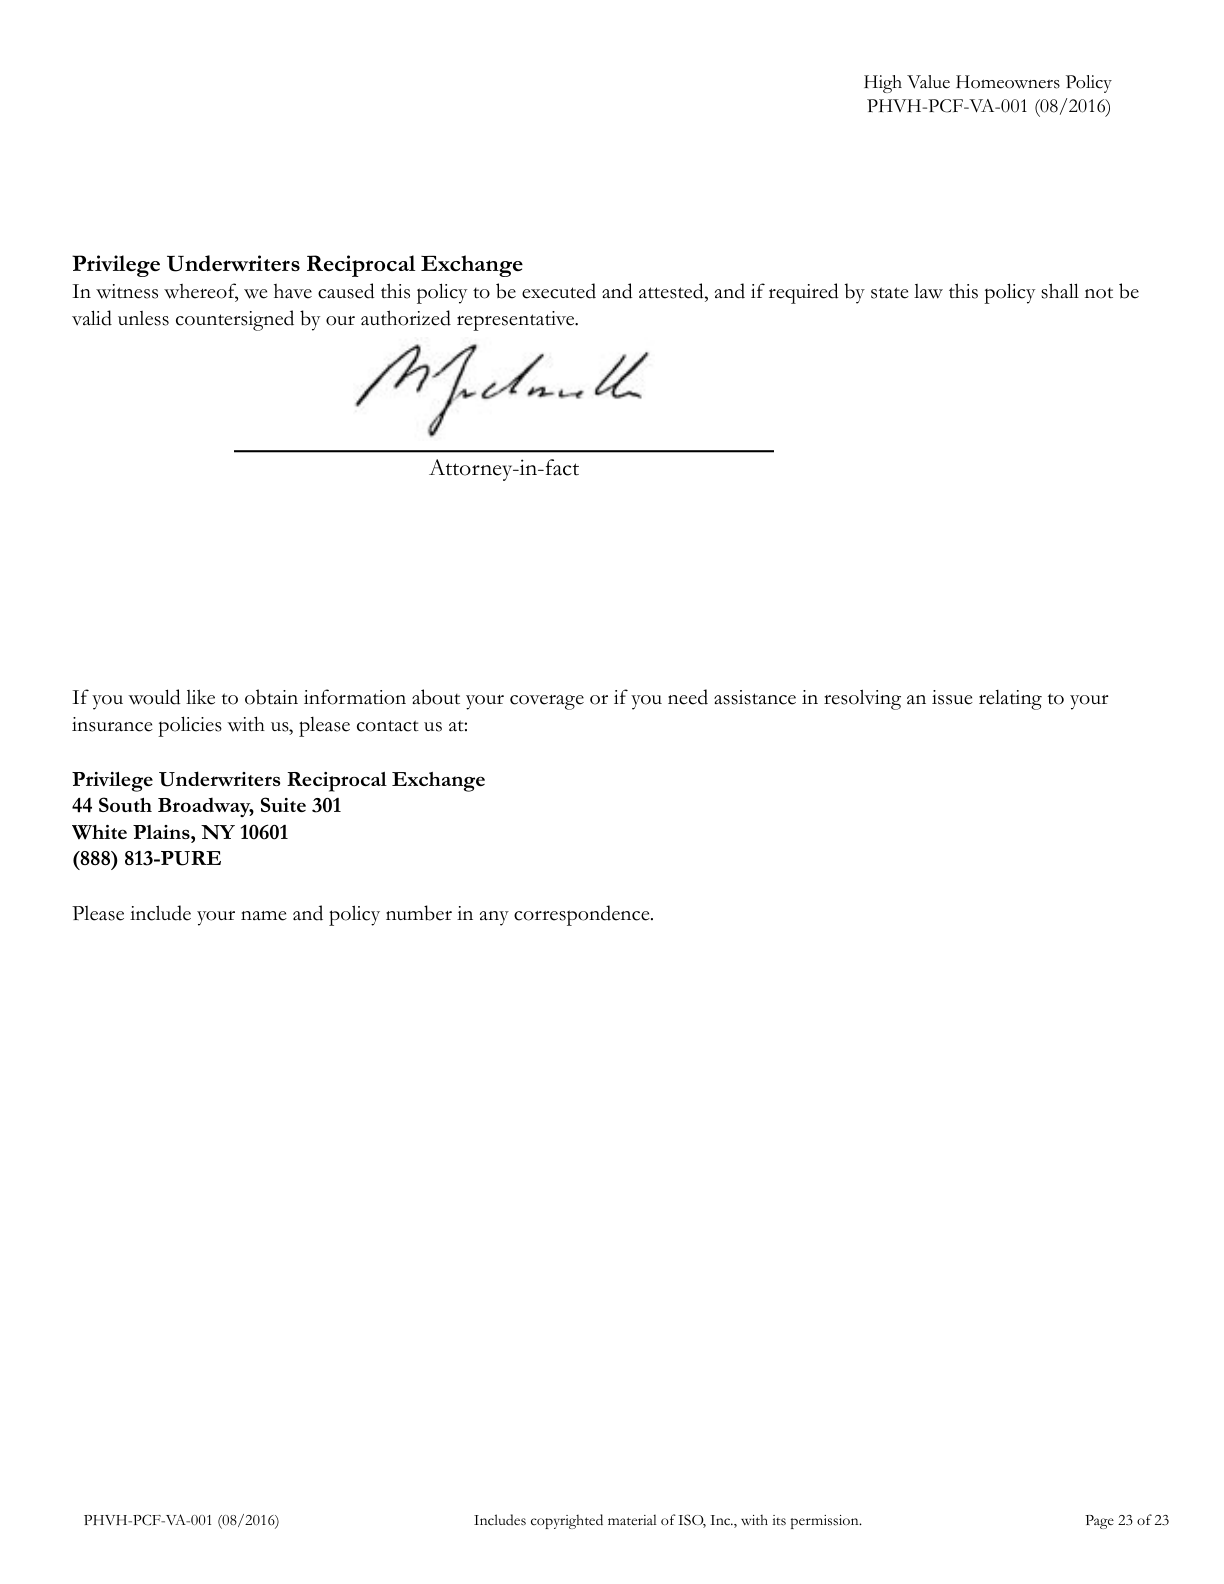 High Value Homeowners Policy
PHVH-PCF-VA-001 (08/2016)
Privilege Underwriters Reciprocal Exchange
In witness whereof, we have caused this policy to be executed and attested, and if required by state law this policy shall not be
valid unless countersigned by our authorized representative.
Attorney-in-fact
If you would like to obtain information about your coverage or if you need assistance in resolving an issue relating to your
insurance policies with us, please contact us at:
Privilege Underwriters Reciprocal Exchange
44 South Broadway, Suite 301
White Plains, NY 10601
(888) 813-PURE
Please include your name and policy number in any correspondence.
PHVH-PCF-VA-001 (08/2016) Includes copyrighted material of ISO, Inc., with its permission. Page 23 of 23